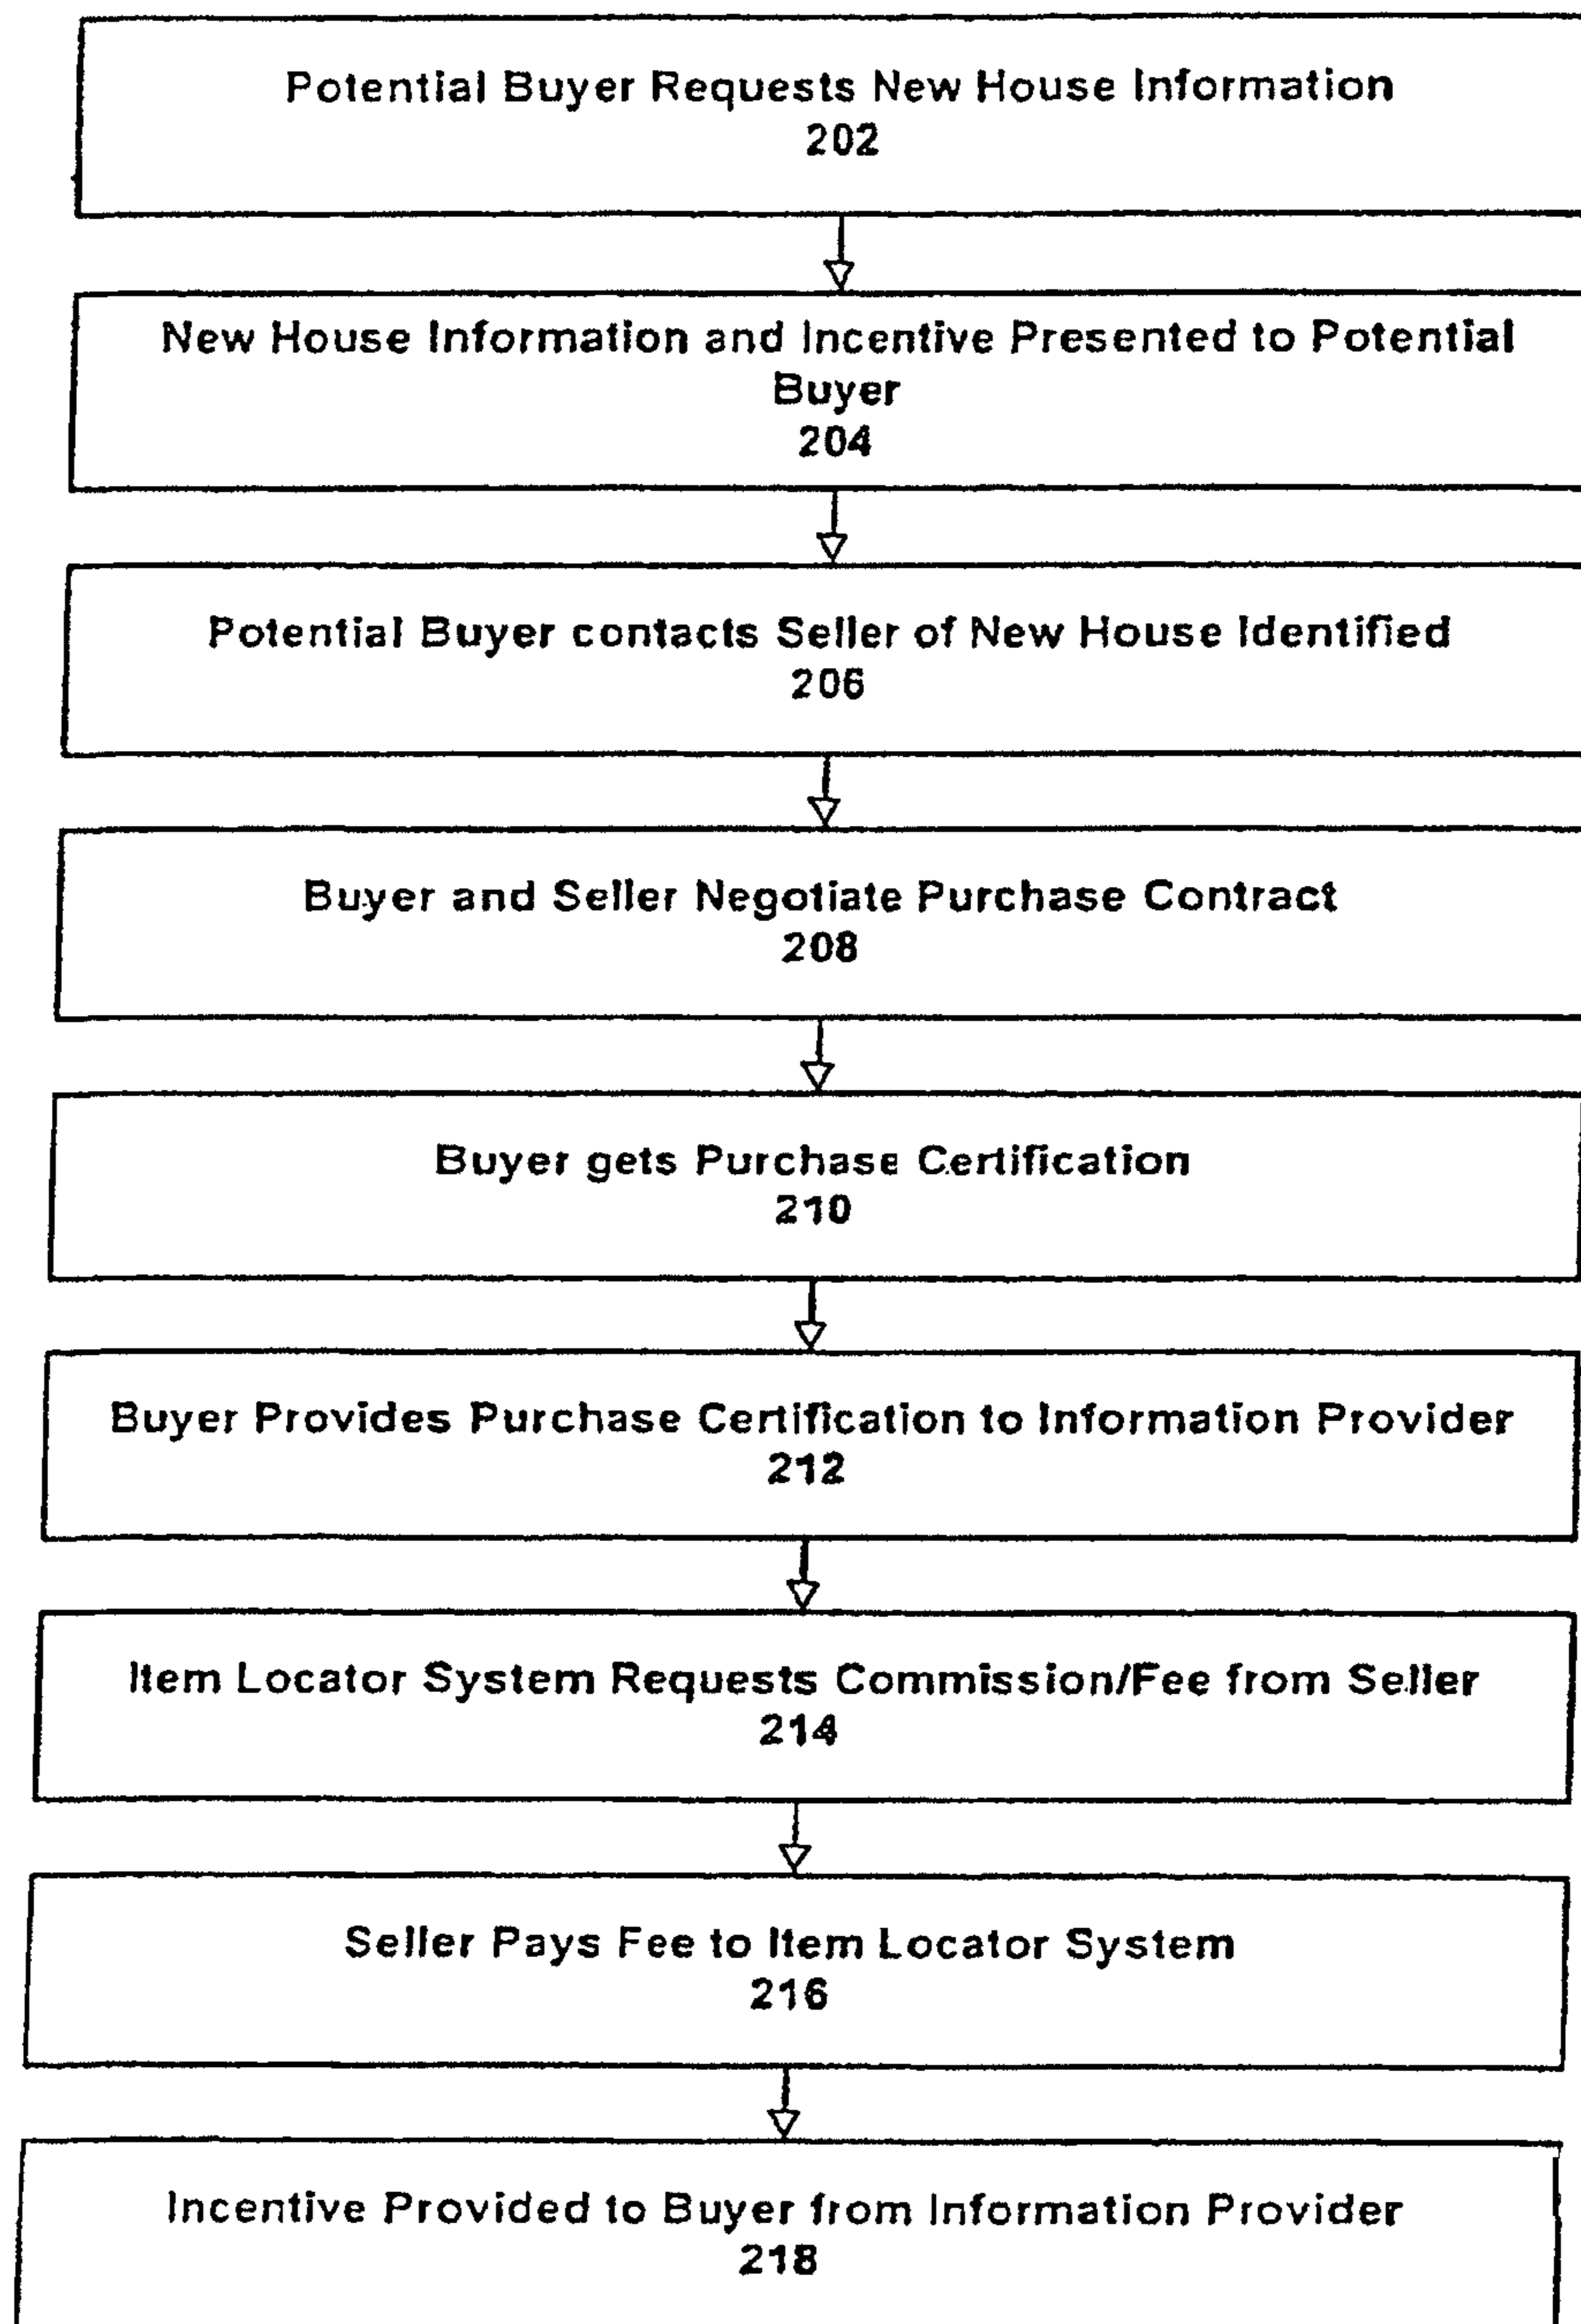 Potential Buyer Requests New House Information
202
New House Information and Incentive Presented to Potential
Buyer
204
Potential Buyer contacts Seller of New House Identified
206
Buyer and Seller Negotiate Purchase Contract
208
Buyer gets Purchase Certification
210
Buyer Provides Purchase Certification to Information Provider
212
Item Locator System Requests Commission/Fee from Seller
214
Seller Pays Fee to Item Locator System
216
Incentive Provided to Buyer from Information Provider
218